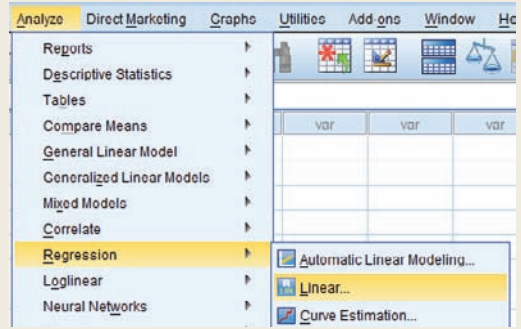 Analyze Direct Marketing Graphs Utilities Add-ons Window
Reports
Descriptive Statistics
Tables
Compare Means
var var var
General Linear Model
Generalized Linear Models
Mixed Models
Correlate
Regression
Automatic Linear Modeling...
Loglinear
Linear...
Neural Networks
Curve Estimation...